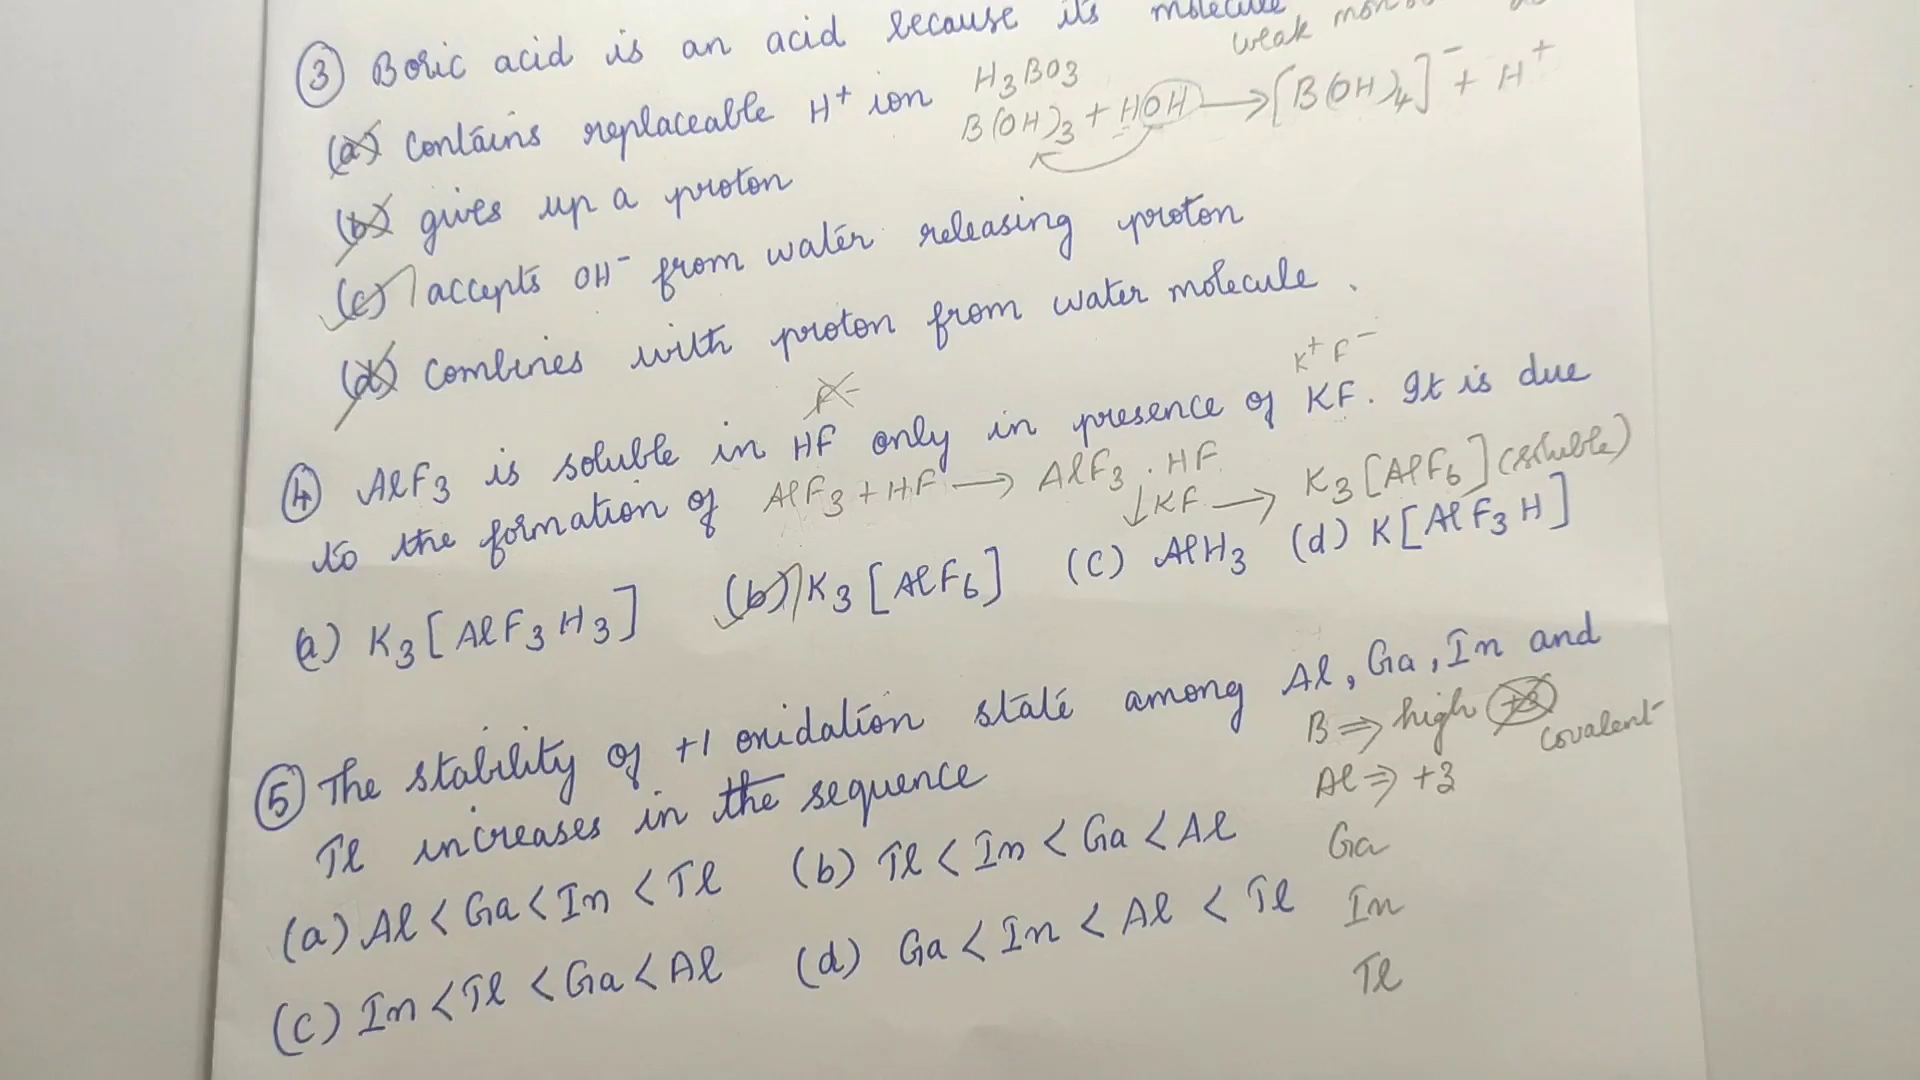 ③ Boric acid is an acid because its molecule
weak
(a) contains replaceable H⁺ ion H3BO3
B(OH)3 + HOH → [B(OH)4]⁻ + H⁺
(b) gives up a proton
(c) accepts OH⁻ from water releasing proton
(d) combines with proton from water molecule.
F⁻
K⁺ F⁻
④ AlF3 is soluble in HF only in presence of KF. It is due
to the formation of AlF3 + HF → AlF3 . HF
↓KF → K3[AlF6] (soluble)
(a) K3[AlF3H3] (b) K3[AlF6] (c) AlH3 (d) K[AlF3H]
⑤ The stability of +1 oxidation state among Al, Ga, In and
Tl increases in the sequence
B ⇒ high +3
covalent
Al ⇒ +3
Ga
In
Tl
(a) Al < Ga < In < Tl (b) Tl < In < Ga < Al
(c) In < Tl < Ga < Al (d) Ga < In < Al < Tl